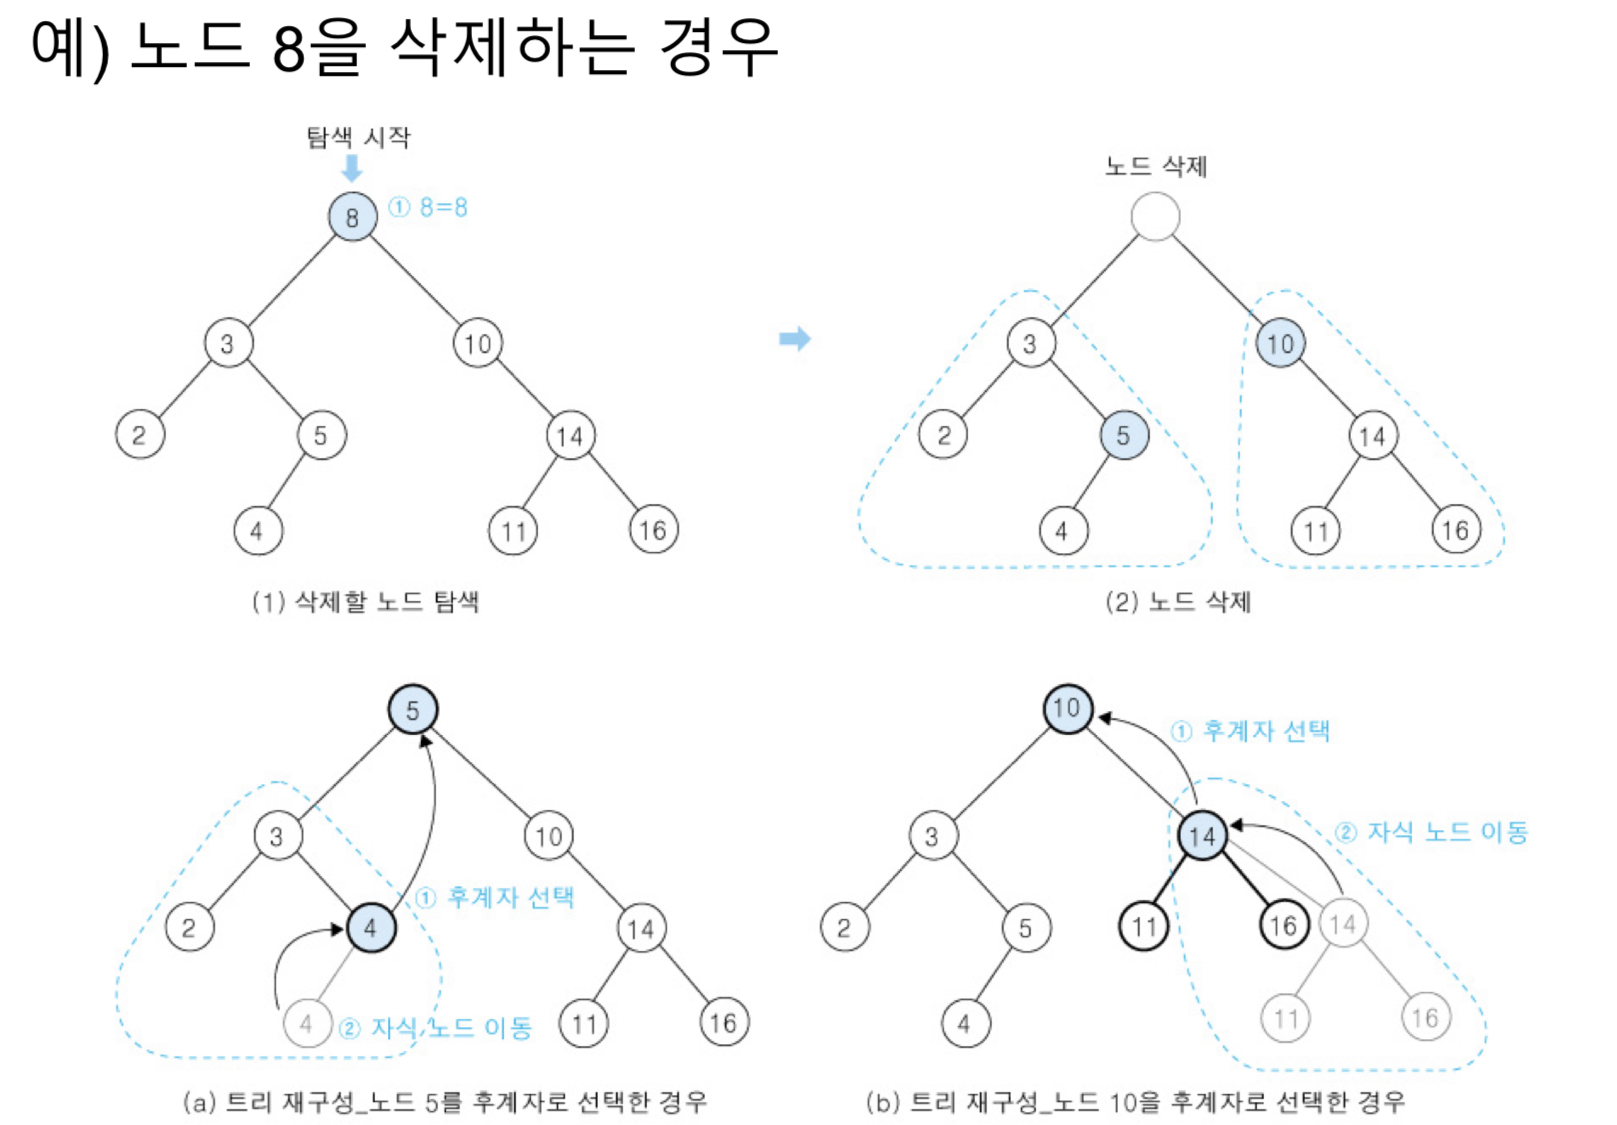 예) 노드 8을 삭제하는 경우
탐색 시작
8 ① 8=8
3 10
2 5 14
4 11 16
(1) 삭제할 노드 탐색
노드 삭제
3 10
2 5 14
4 11 16
(2) 노드 삭제
5
3 10
① 후계자 선택
2 4 14
4 ② 자식 노드 이동 11 16
(a) 트리 재구성_노드 5를 후계자로 선택한 경우
10
① 후계자 선택
3 14 ② 자식 노드 이동
2 5 11 16 14
4 11 16
(b) 트리 재구성_노드 10을 후계자로 선택한 경우